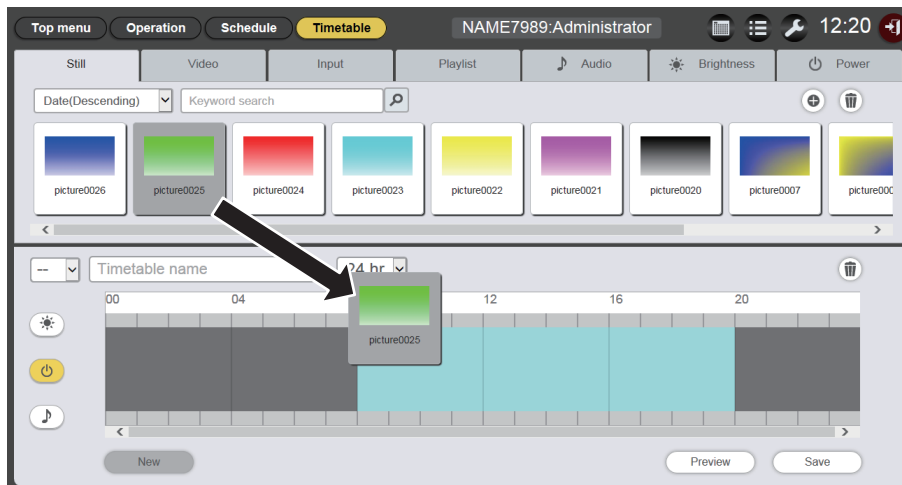 Top menu Operation Schedule Timetable NAME7989:Administrator 12:20
Still Video Input Playlist Audio Brightness Power
Date(Descending) Keyword search
picture0026 picture0025 picture0024 picture0023 picture0022 picture0021 picture0020 picture0007 picture000
-- Timetable name 24 hr
00 04 12 16 20
picture0025
New Preview Save